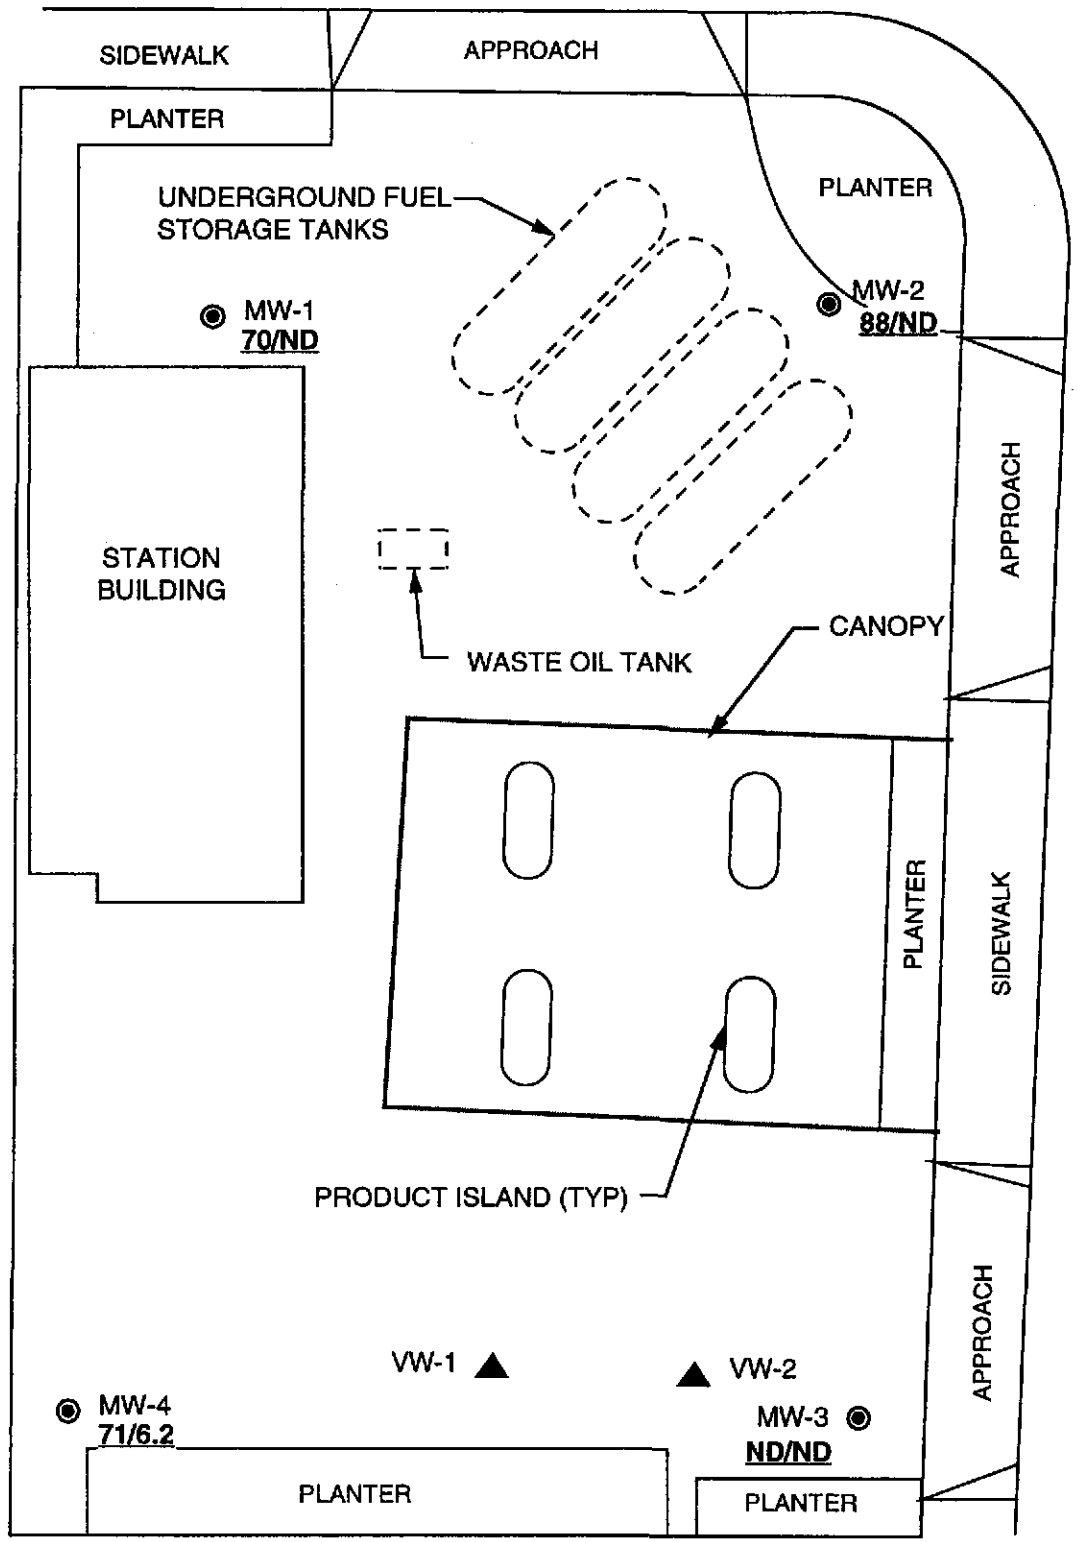 SIDEWALK
APPROACH
PLANTER
UNDERGROUND FUEL
STORAGE TANKS
PLANTER
MW-1
70/ND
MW-2
88/ND
APPROACH
STATION
BUILDING
CANOPY
WASTE OIL TANK
PLANTER
SIDEWALK
PRODUCT ISLAND (TYP)
APPROACH
VW-1
VW-2
MW-4
71/6.2
MW-3
ND/ND
PLANTER
PLANTER